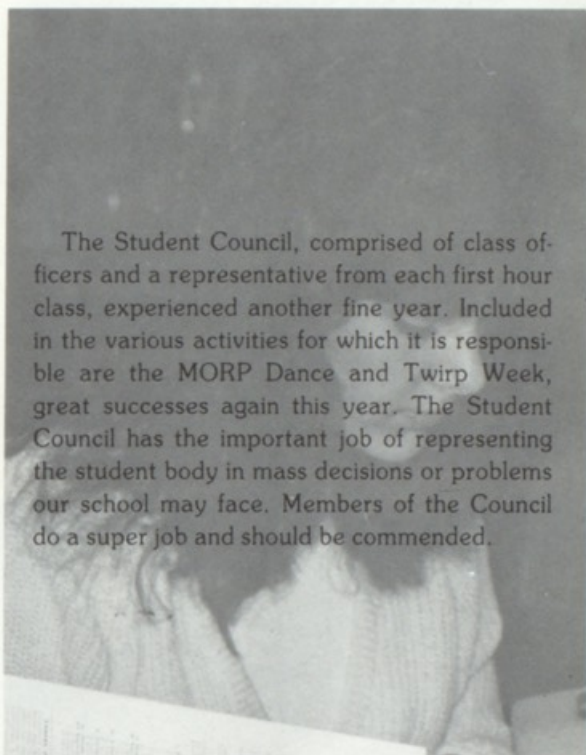 The Student Council, comprised of class of-
ficers and a representative from each first hour
class, experienced another fine year. Included
in the various activities for which it is responsi-
ble are the MORP Dance and Twirp Week,
great successes again this year. The Student
Council has the important job of representing
the student body in mass decisions or problems
our school may face. Members of the Council
do a super job and should be commended.